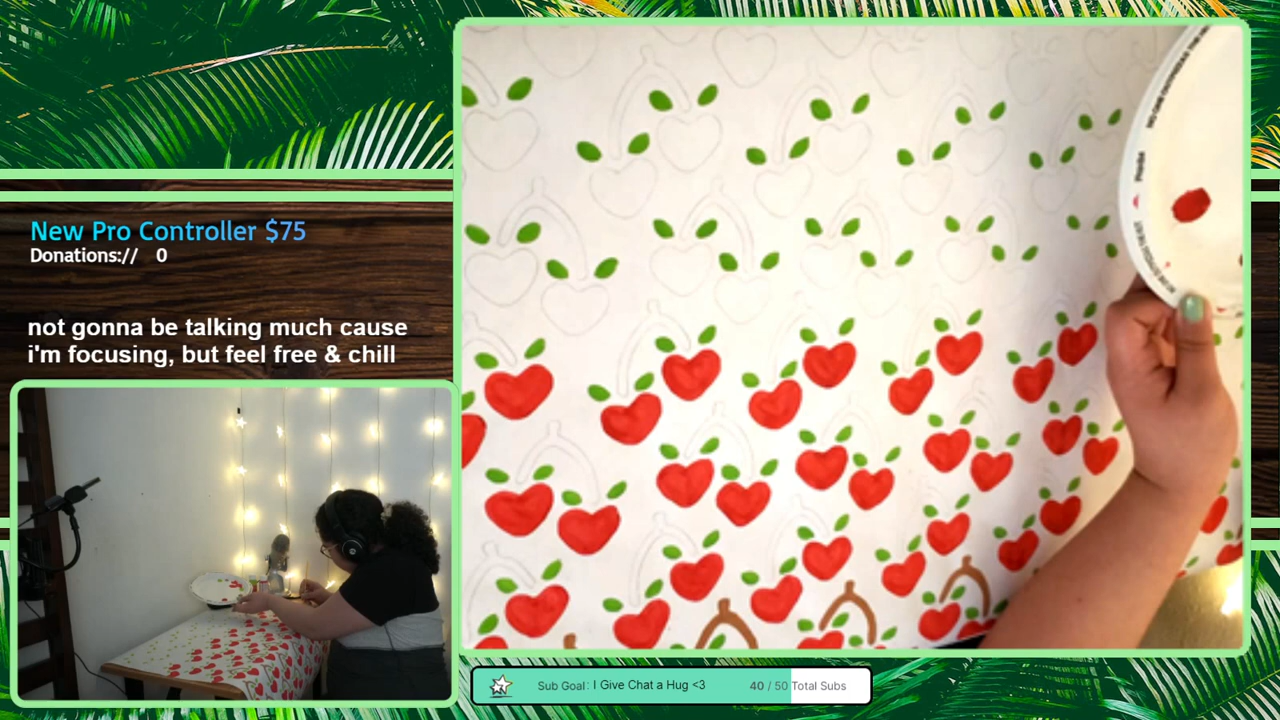 New Pro Controller $75
Donations:// 0
not gonna be talking much cause
i'm focusing, but feel free & chill
Sub Goal: I Give Chat a Hug <3 40 / 50 Total Subs